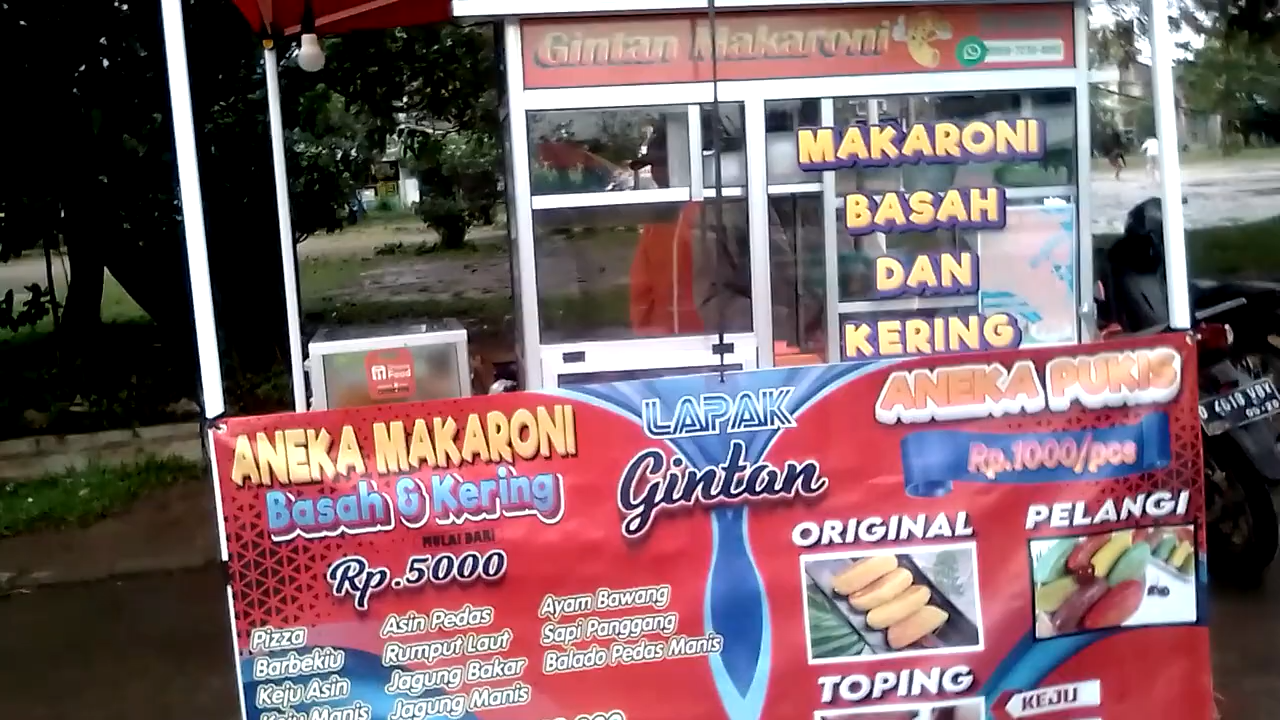 Gintan Makaroni
MAKARONI
BASAH
DAN
KERING
Food
ANEKA MAKARONI
Basah & Kering
MULAI DARI
Rp.5000
Pizza
Barbekiu
Keju Asin
Keju Manis
Asin Pedas
Rumput Laut
Jagung Bakar
Jagung Manis
Ayam Bawang
Sapi Panggang
Balado Pedas Manis
LAPAK
Gintan
ANEKA PUKIS
Rp.1000/pcs
ORIGINAL
PELANGI
TOPING
KEJU